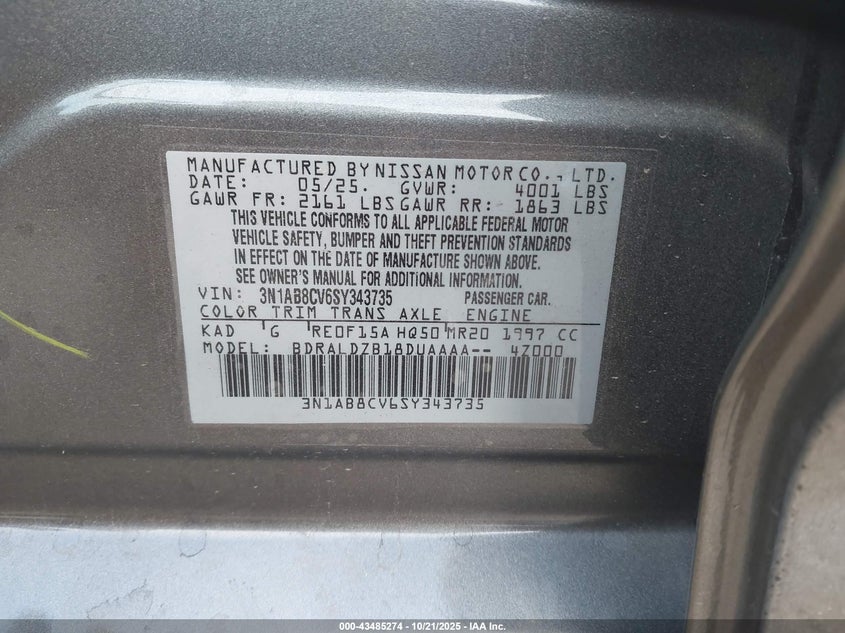 MANUFACTURED BY NISSAN MOTOR CO., LTD.
DATE: 05/25. GVWR: 4001 LBS
GAWR FR: 2161 LBS GAWR RR: 1863 LBS
THIS VEHICLE CONFORMS TO ALL APPLICABLE FEDERAL MOTOR
VEHICLE SAFETY, BUMPER AND THEFT PREVENTION STANDARDS
IN EFFECT ON THE DATE OF MANUFACTURE SHOWN ABOVE.
SEE OWNER'S MANUAL FOR ADDITIONAL INFORMATION.
VIN: 3N1AB8CV6SY343735 PASSENGER CAR.
COLOR TRIM TRANS AXLE ENGINE
KAD G RE0F15A HQ50 MR20 1997 CC
MODEL: BDRALDZB18DUAAAA-- 4Z000
3N1AB8CV6SY343735
000-43485274 - 10/21/2025 - IAA Inc.